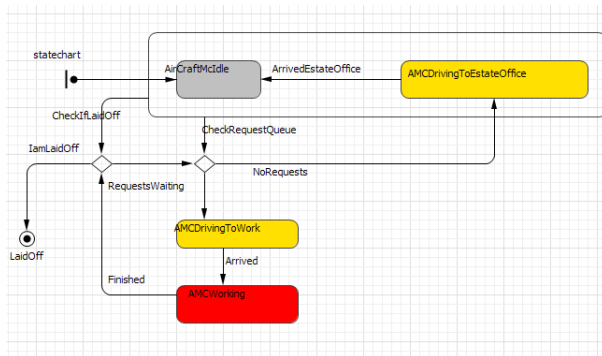 statechart
AirCraftMcIdle
ArrivedEstateOffice
AMCDrivingToEstateOffice
CheckIfLaidOff
CheckRequestQueue
IamLaidOff
NoRequests
RequestsWaiting
AMCDrivingToWork
LaidOff
Arrived
Finished
AMCWorking